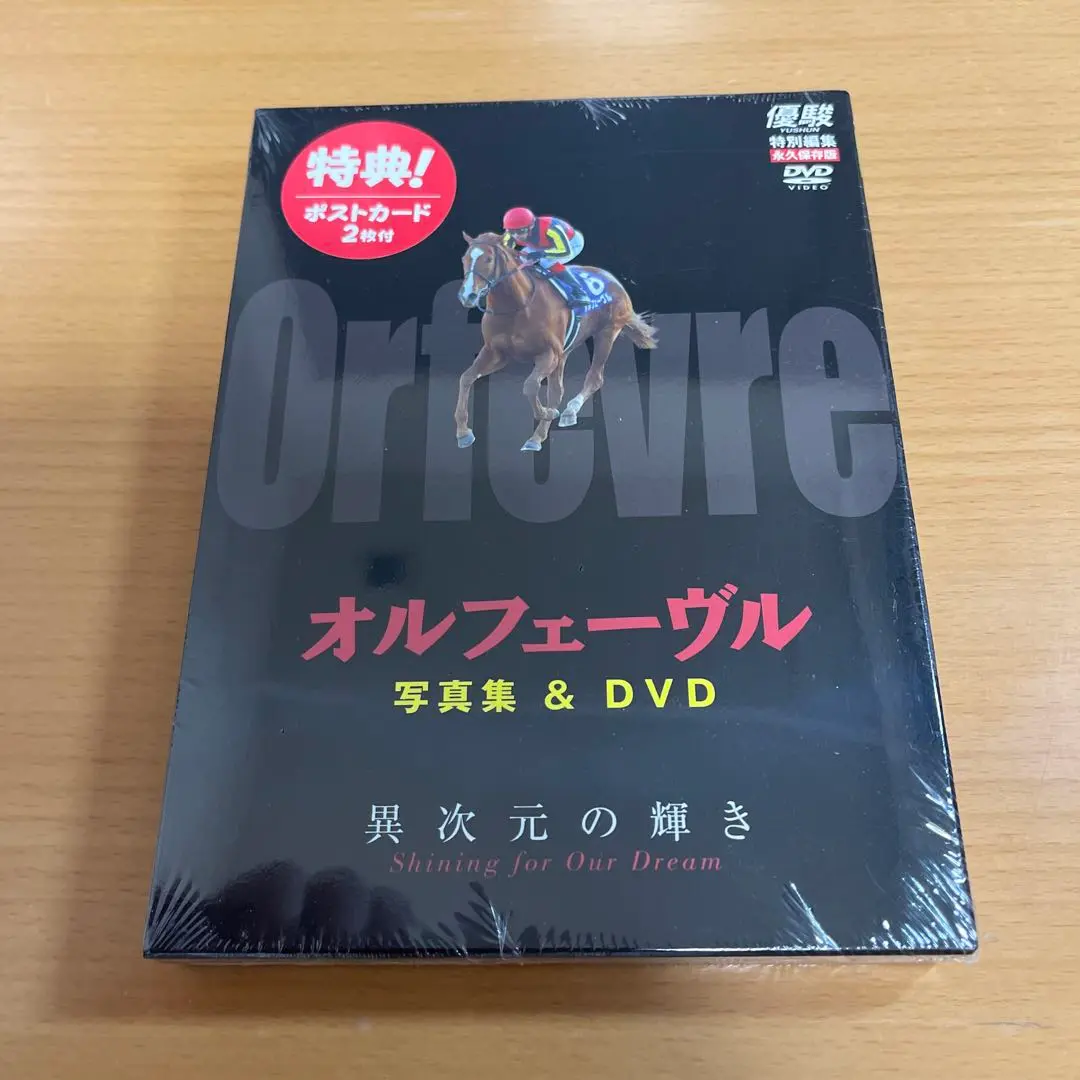 特典!
ポストカード
2枚付
優駿
YUSHUN
特別編集
永久保存版
DVD
VIDEO
6
Orfevre
オルフェーヴル
写真集 & DVD
異次元の輝き
Shining for Our Dream